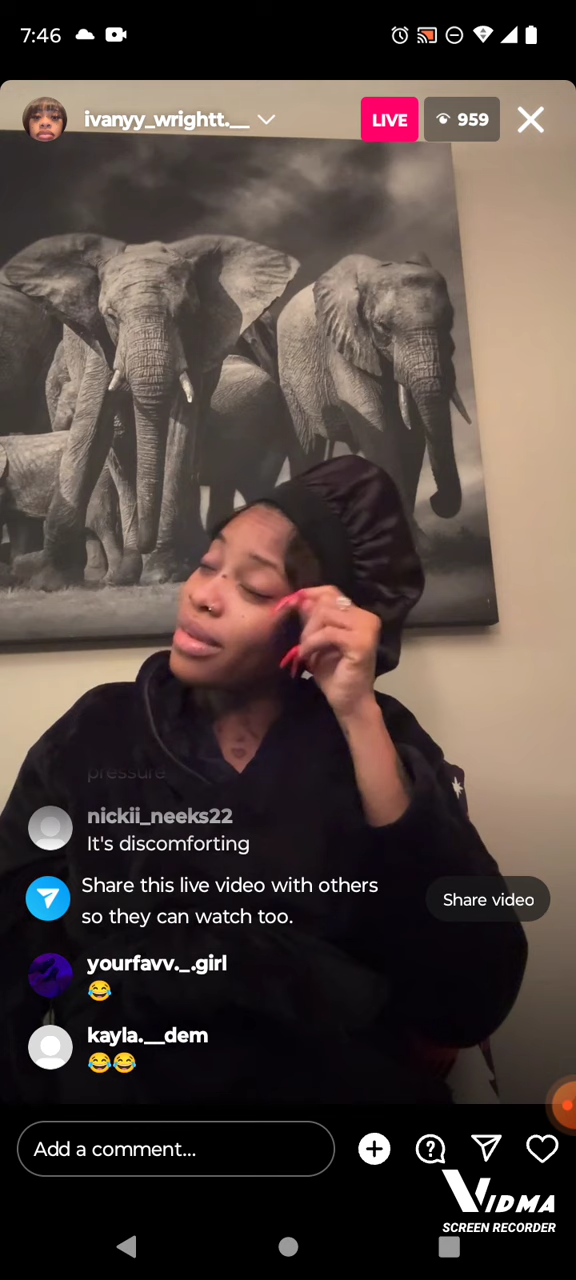 7:46
ivanyy_wrightt.__
LIVE
959
pressure
nickii_neeks22
It's discomforting
Share this live video with others
so they can watch too.
Share video
yourfavv._.girl
😂
kayla.__dem
😂😂
Add a comment...
VIDMA
SCREEN RECORDER